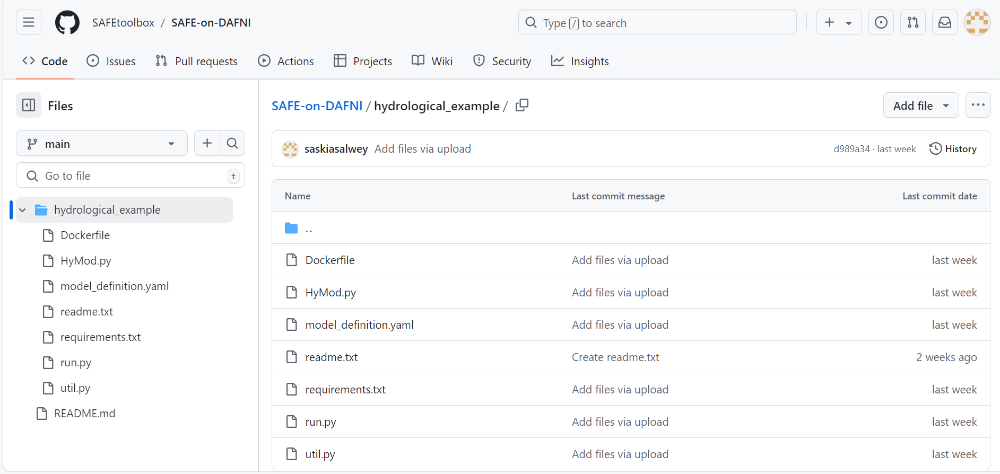 SAFEtoolbox / SAFE-on-DAFNI
Type / to search
Code Issues Pull requests Actions Projects Wiki Security Insights
Files
main
Go to file t
hydrological_example
Dockerfile
HyMod.py
model_definition.yaml
readme.txt
requirements.txt
run.py
util.py
README.md
SAFE-on-DAFNI / hydrological_example /
Add file
saskiasalwey Add files via upload d989a34 · last week History
Name Last commit message Last commit date
..
Dockerfile Add files via upload last week
HyMod.py Add files via upload last week
model_definition.yaml Add files via upload last week
readme.txt Create readme.txt 2 weeks ago
requirements.txt Add files via upload last week
run.py Add files via upload last week
util.py Add files via upload last week